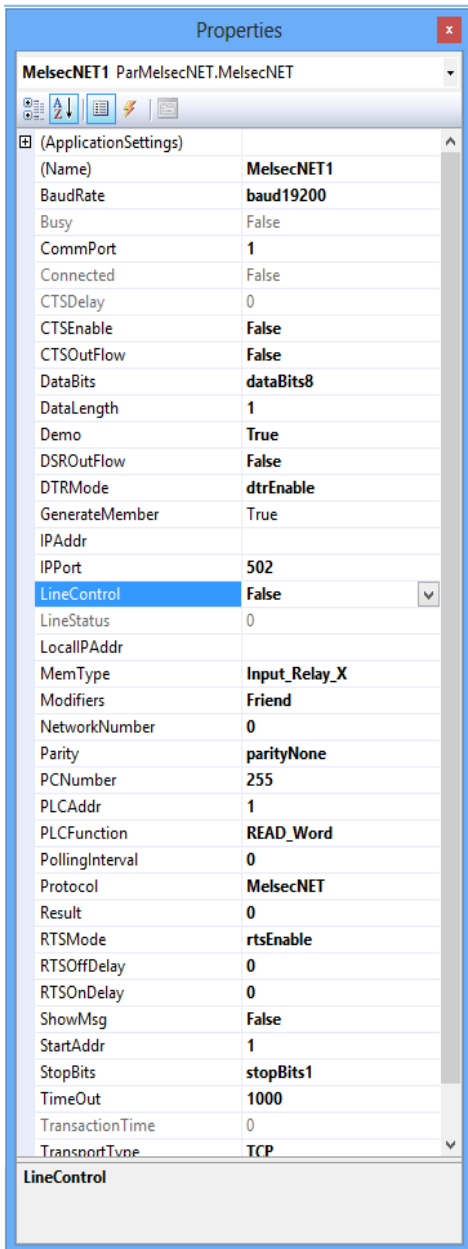 Properties
x
MelsecNET1 ParMelsecNET.MelsecNET
(ApplicationSettings)
(Name) MelsecNET1
BaudRate baud19200
Busy False
CommPort 1
Connected False
CTSDelay 0
CTSEnable False
CTSOutFlow False
DataBits dataBits8
DataLength 1
Demo True
DSROutFlow False
DTRMode dtrEnable
GenerateMember True
IPAddr
IPPort 502
LineControl False
LineStatus 0
LocalIPAddr
MemType Input_Relay_X
Modifiers Friend
NetworkNumber 0
Parity parityNone
PCNumber 255
PLCAddr 1
PLCFunction READ_Word
PollingInterval 0
Protocol MelsecNET
Result 0
RTSMode rtsEnable
RTSOffDelay 0
RTSOnDelay 0
ShowMsg False
StartAddr 1
StopBits stopBits1
TimeOut 1000
TransactionTime 0
TransportType TCP
LineControl